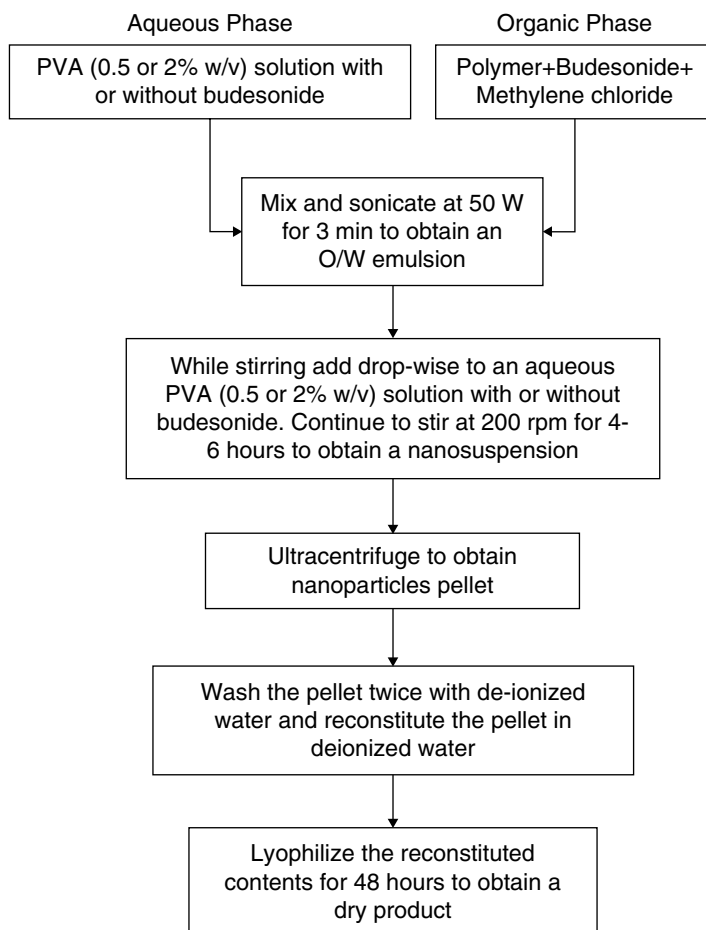 Aqueous Phase
Organic Phase
PVA (0.5 or 2% w/v) solution with
or without budesonide
Polymer+Budesonide+
Methylene chloride
Mix and sonicate at 50 W
for 3 min to obtain an
O/W emulsion
While stirring add drop-wise to an aqueous
PVA (0.5 or 2% w/v) solution with or without
budesonide. Continue to stir at 200 rpm for 4-
6 hours to obtain a nanosuspension
Ultracentrifuge to obtain
nanoparticles pellet
Wash the pellet twice with de-ionized
water and reconstitute the pellet in
deionized water
Lyophilize the reconstituted
contents for 48 hours to obtain a
dry product